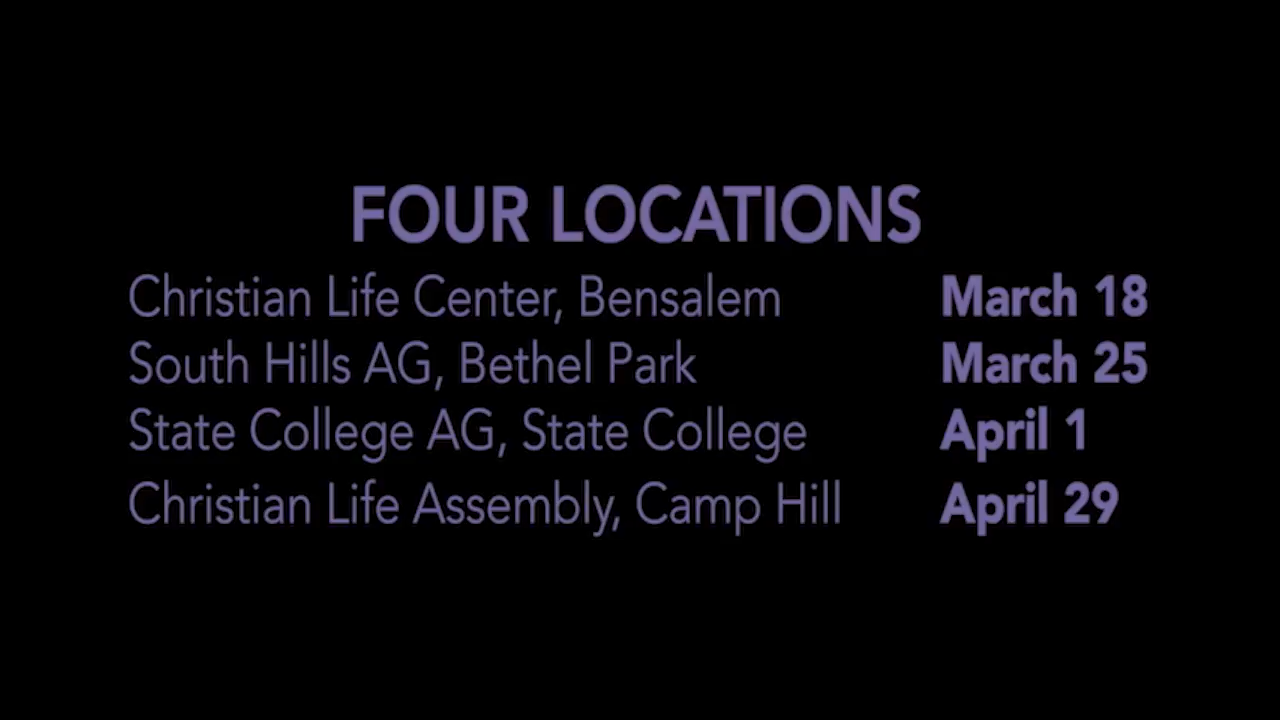 FOUR LOCATIONS
Christian Life Center, Bensalem March 18
South Hills AG, Bethel Park March 25
State College AG, State College April 1
Christian Life Assembly, Camp Hill April 29